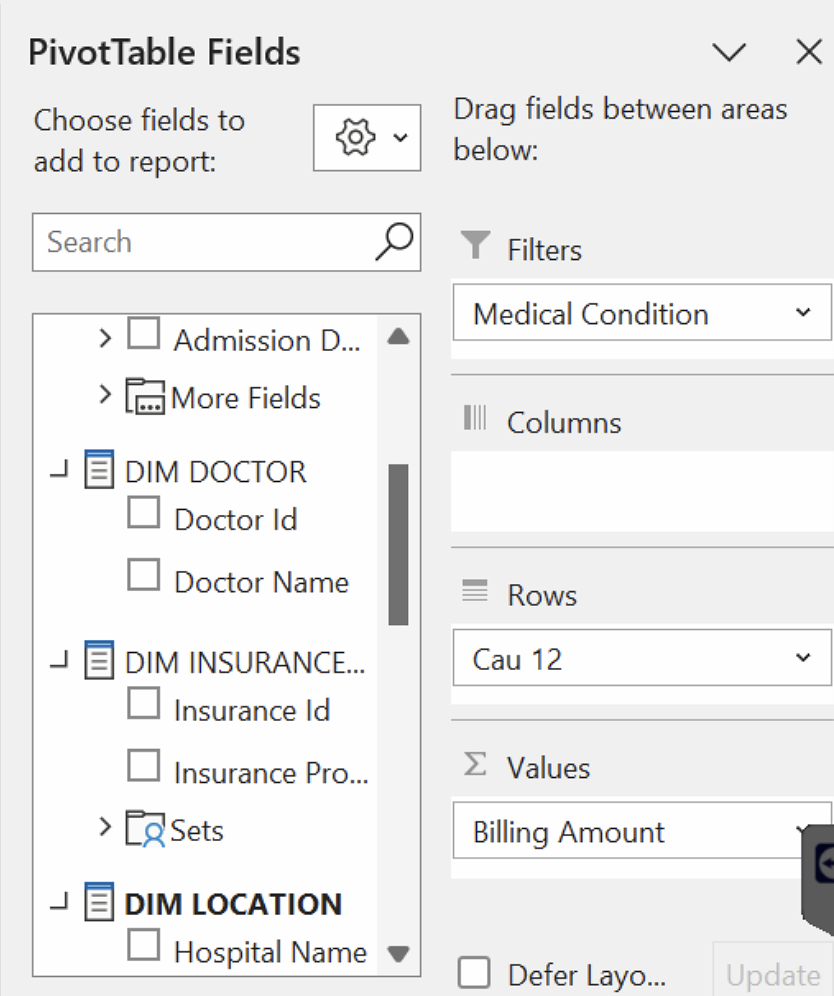 PivotTable Fields
Choose fields to
add to report:
Search
Admission D...
More Fields
DIM DOCTOR
Doctor Id
Doctor Name
DIM INSURANCE...
Insurance Id
Insurance Pro...
Sets
DIM LOCATION
Hospital Name
Drag fields between areas
below:
Filters
Medical Condition
Columns
Rows
Cau 12
Values
Billing Amount
Defer Layo...
Update